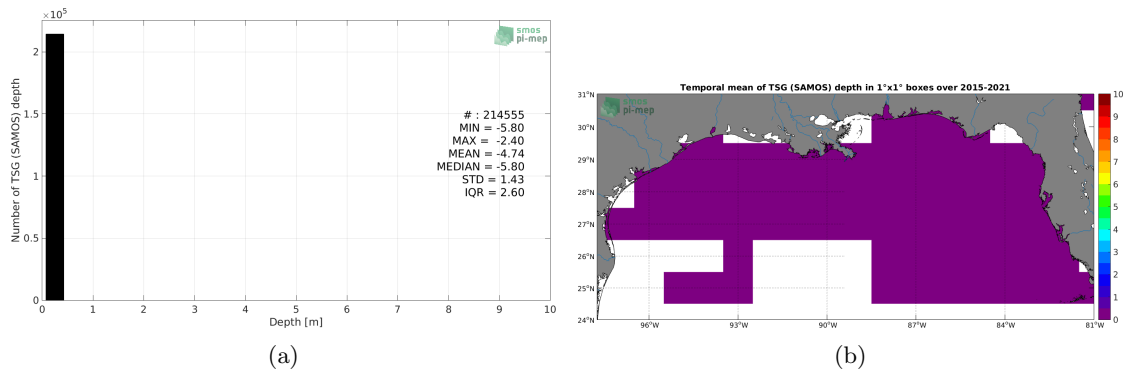 ×10⁵
smos
pi-mep
2
1.5
1
0.5
0
Number of TSG (SAMOS) depth
# : 214555
MIN = -5.80
MAX = -2.40
MEAN = -4.74
MEDIAN = -5.80
STD = 1.43
IQR = 2.60
0 1 2 3 4 5 6 7 8 9 10
Depth [m]
(a)
Temporal mean of TSG (SAMOS) depth in 1°x1° boxes over 2015-2021
smos
pi-mep
31°N
30°N
29°N
28°N
27°N
26°N
25°N
24°N
96°W 93°W 90°W 87°W 84°W 81°W
10
9
8
7
6
5
4
3
2
1
0
(b)